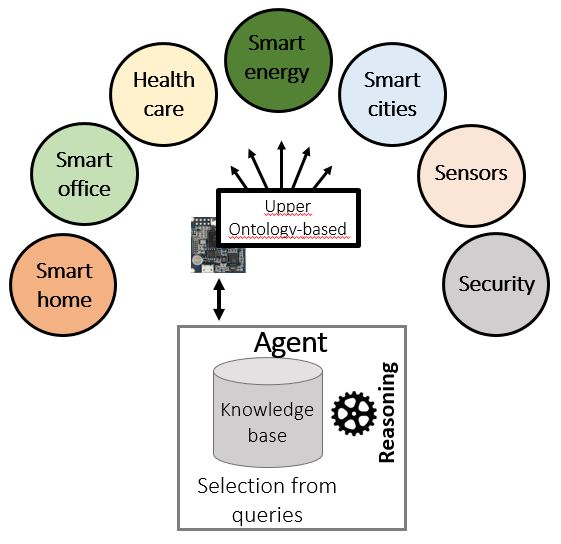 Smart
energy
Health
care
Smart
cities
Smart
office
Sensors
Upper
Ontology-based
Smart
home
Security
Agent
Knowledge
base
Reasoning
Selection from
queries